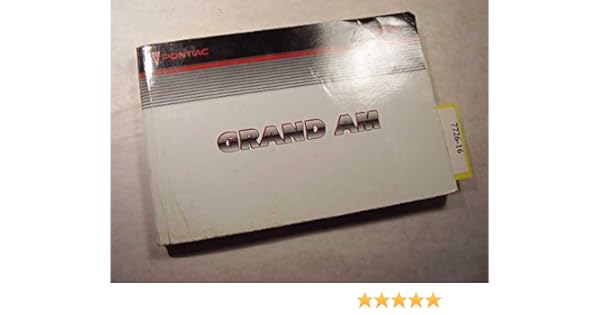 PONTIAC
GRAND AM
7726-16